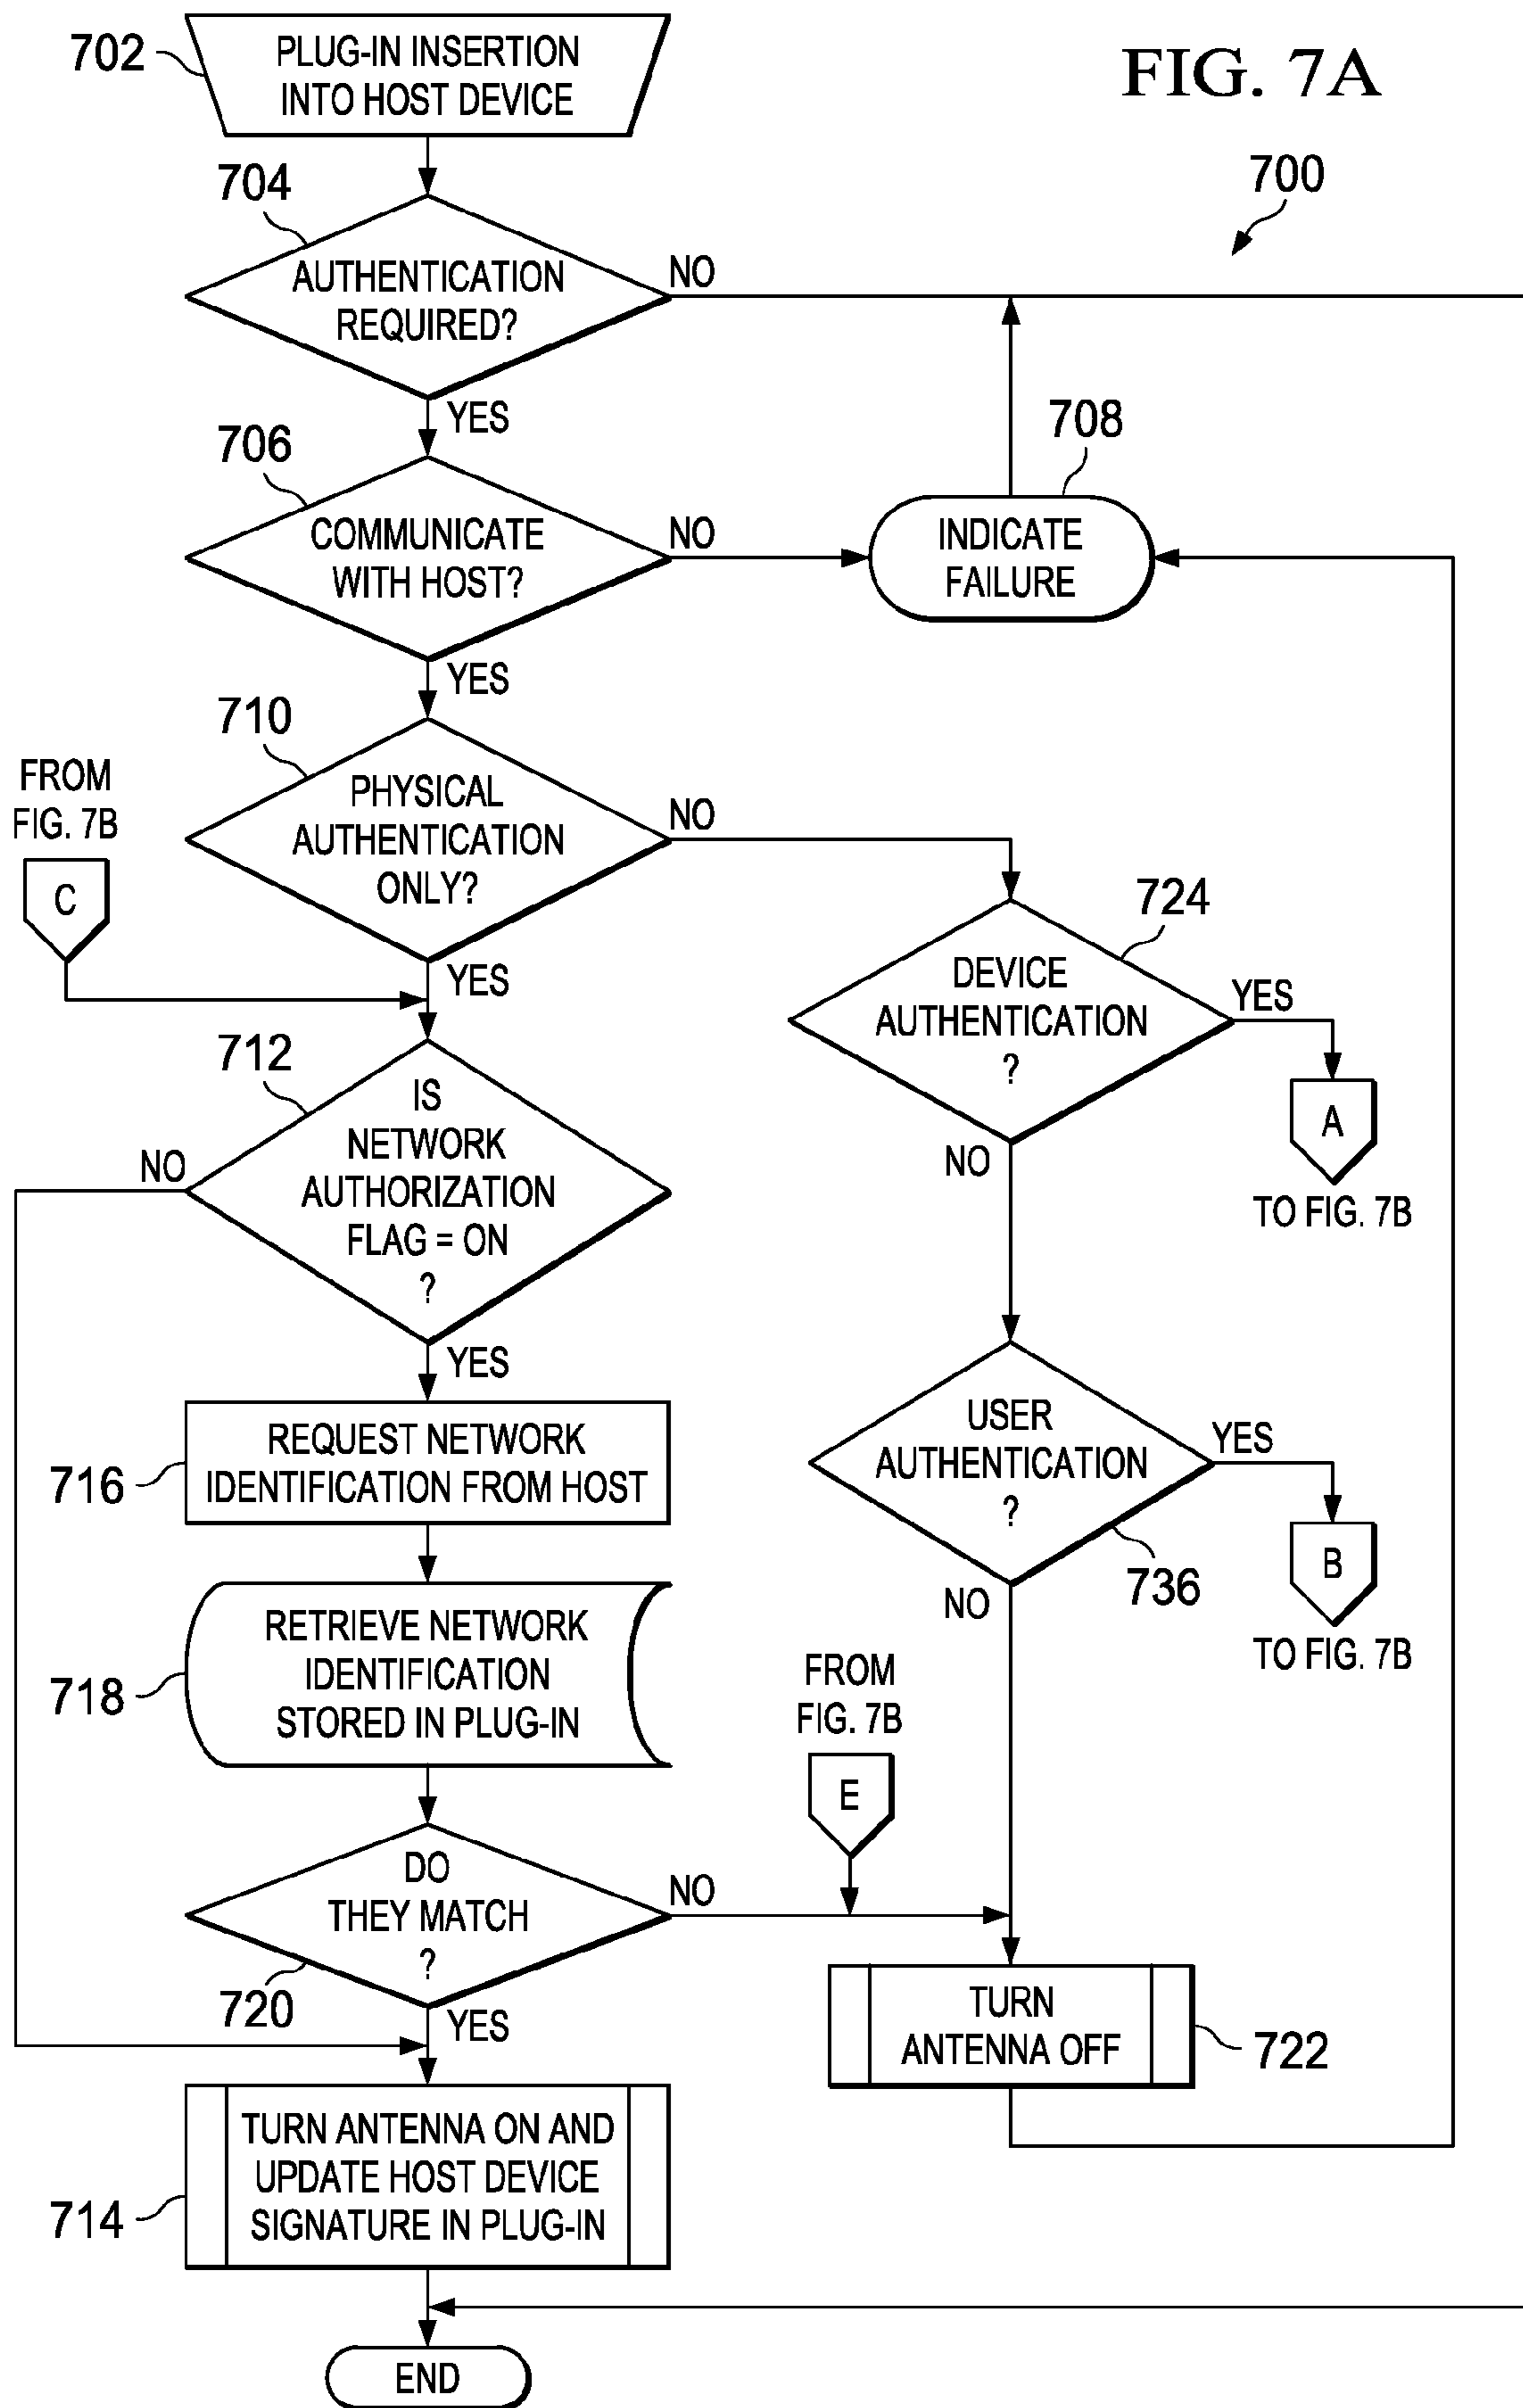 FIG. 7A
700
702
PLUG-IN INSERTION
INTO HOST DEVICE
704
AUTHENTICATION
REQUIRED?
NO
YES
706
COMMUNICATE
WITH HOST?
NO
YES
708
INDICATE
FAILURE
710
PHYSICAL
AUTHENTICATION
ONLY?
NO
YES
FROM
FIG. 7B
C
724
DEVICE
AUTHENTICATION
?
YES
NO
A
TO FIG. 7B
712
IS
NETWORK
AUTHORIZATION
FLAG = ON
?
NO
YES
736
USER
AUTHENTICATION
?
YES
NO
B
TO FIG. 7B
716
REQUEST NETWORK
IDENTIFICATION FROM HOST
718
RETRIEVE NETWORK
IDENTIFICATION
STORED IN PLUG-IN
FROM
FIG. 7B
E
720
DO
THEY MATCH
?
NO
YES
TURN
ANTENNA OFF
722
714
TURN ANTENNA ON AND
UPDATE HOST DEVICE
SIGNATURE IN PLUG-IN
END